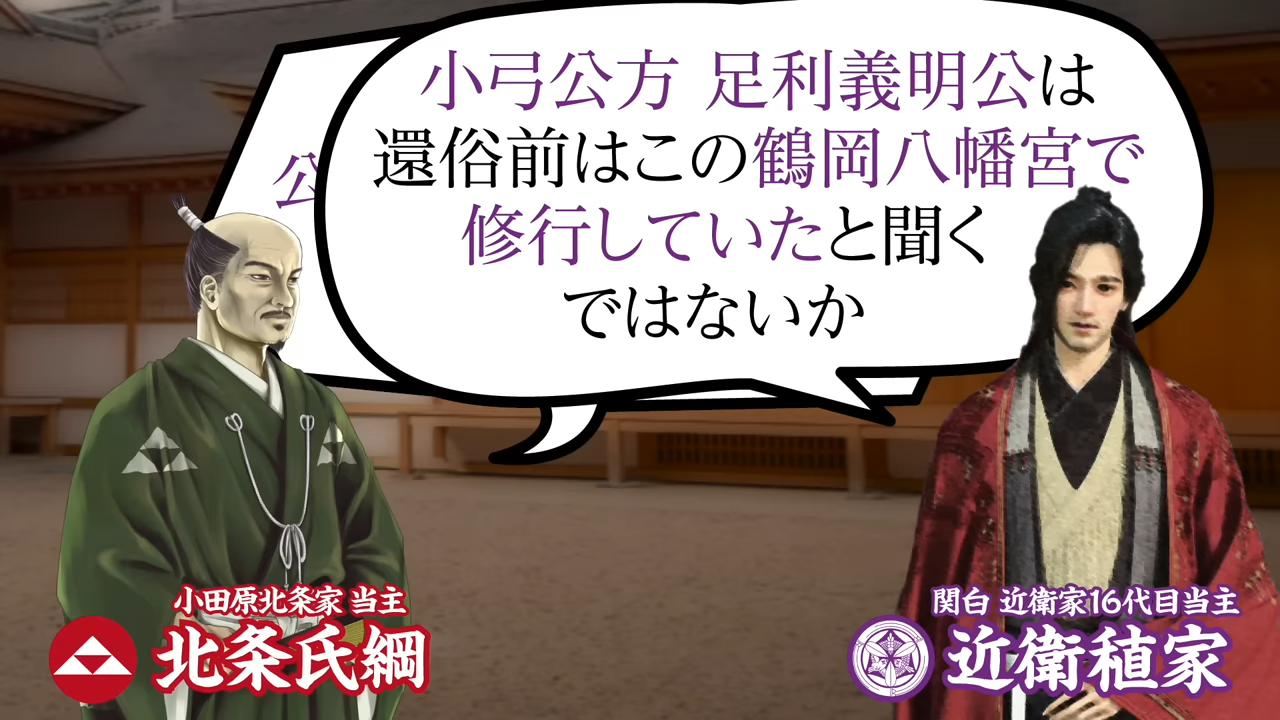 小弓公方 足利義明公は
還俗前はこの鶴岡八幡宮で
修行していたと聞く
ではないか
公
小田原北条家 当主
北条氏綱
関白 近衛家16代目当主
近衛稙家